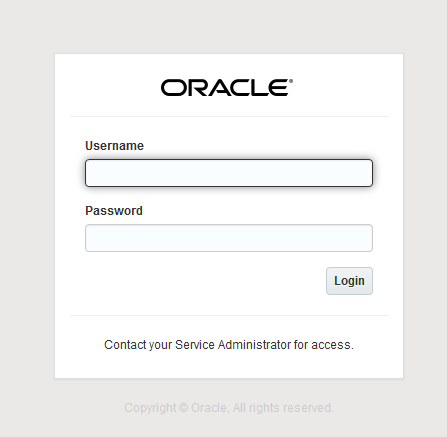 ORACLE®
Username
Password
Login
Contact your Service Administrator for access.
Copyright © Oracle, All rights reserved.